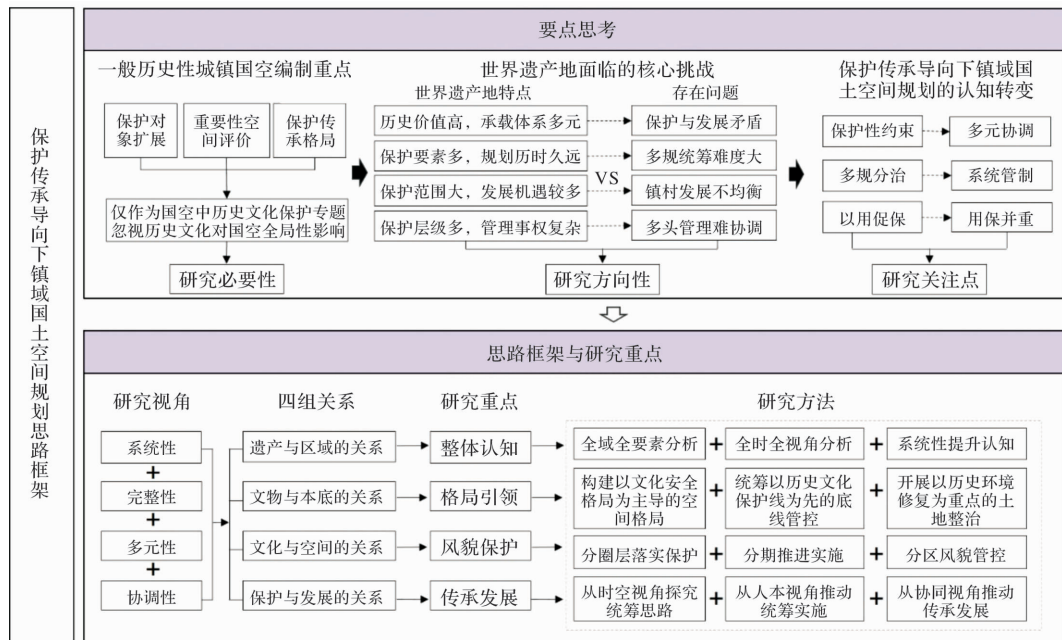 保护传承导向下镇域国土空间规划思路框架
要点思考
一般历史性城镇国空编制重点
保护对
象扩展
重要性空
间评价
保护传
承格局
仅作为国空中历史文化保护专题
忽视历史文化对国空全局性影响
研究必要性
世界遗产地面临的核心挑战
世界遗产地特点
存在问题
历史价值高，承载体系多元
保护与发展矛盾
保护要素多，规划历时久远
多规统筹难度大
VS
保护范围大，发展机遇较多
镇村发展不均衡
保护层级多，管理事权复杂
多头管理难协调
研究方向性
保护传承导向下镇域国
土空间规划的认知转变
保护性约束
多元协调
多规分治
系统管制
以用促保
用保并重
研究关注点
思路框架与研究重点
研究视角
四组关系
研究重点
研究方法
系统性
+
完整性
+
多元性
+
协调性
遗产与区域的关系
整体认知
全域全要素分析
+
全时全视角分析
+
系统性提升认知
文物与本底的关系
格局引领
构建以文化安全
格局为主导的空
间格局
+
统筹以历史文化
保护线为先的底
线管控
+
开展以历史环境
修复为重点的土
地整治
文化与空间的关系
风貌保护
分圈层落实保护
+
分期推进实施
+
分区风貌管控
保护与发展的关系
传承发展
从时空视角探究
统筹思路
+
从人本视角推动
统筹实施
+
从协同视角推动
传承发展